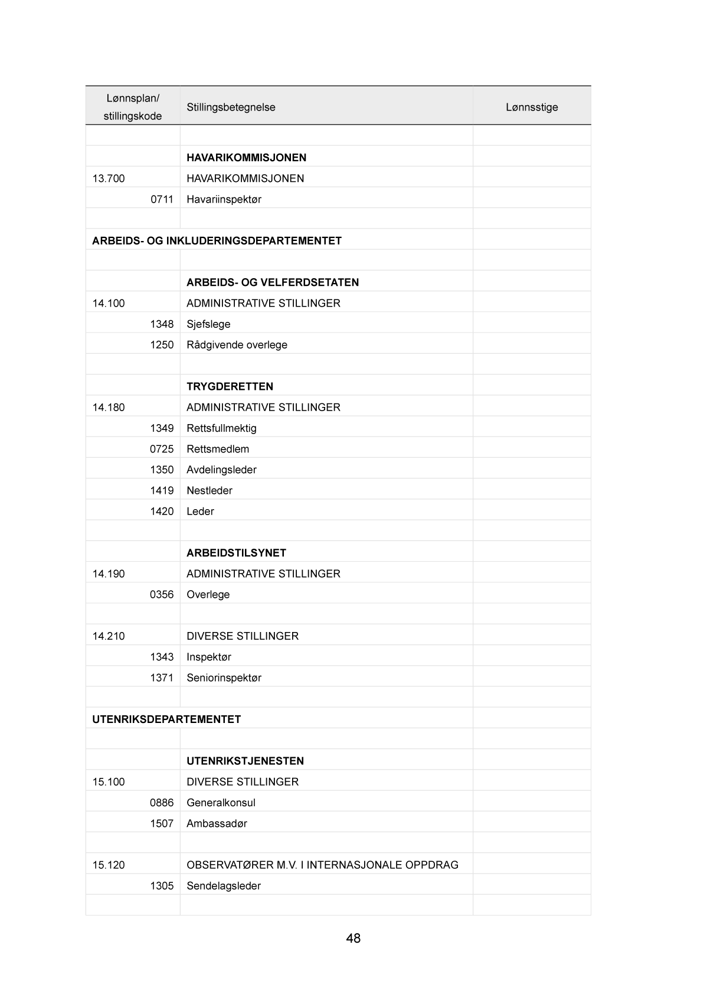 Lønnsplan/
stillingskode
Stillingsbetegnelse
Lønnsstige
HAVARIKOMMISJONEN
13.700 HAVARIKOMMISJONEN
0711 Havariinspektør
ARBEIDS- OG INKLUDERINGSDEPARTEMENTET
ARBEIDS- OG VELFERDSETATEN
14.100 ADMINISTRATIVE STILLINGER
1348 Sjefslege
1250 Rådgivende overlege
TRYGDERETTEN
14.180 ADMINISTRATIVE STILLINGER
1349 Rettsfullmektig
0725 Rettsmedlem
1350 Avdelingsleder
1419 Nestleder
1420 Leder
ARBEIDSTILSYNET
14.190 ADMINISTRATIVE STILLINGER
0356 Overlege
14.210 DIVERSE STILLINGER
1343 Inspektør
1371 Seniorinspektør
UTENRIKSDEPARTEMENTET
UTENRIKSTJENESTEN
15.100 DIVERSE STILLINGER
0886 Generalkonsul
1507 Ambassadør
15.120 OBSERVATØRER M.V. I INTERNASJONALE OPPDRAG
1305 Sendelagsleder
48